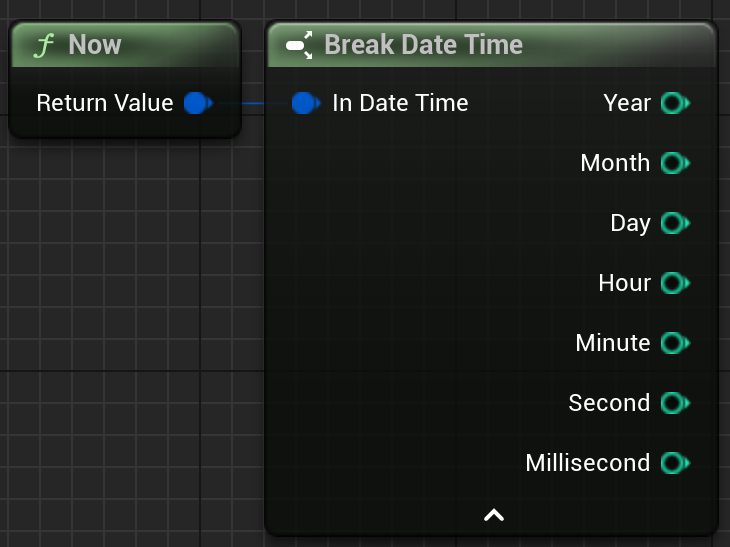 Now
Break Date Time
Return Value
In Date Time
Year
Month
Day
Hour
Minute
Second
Millisecond